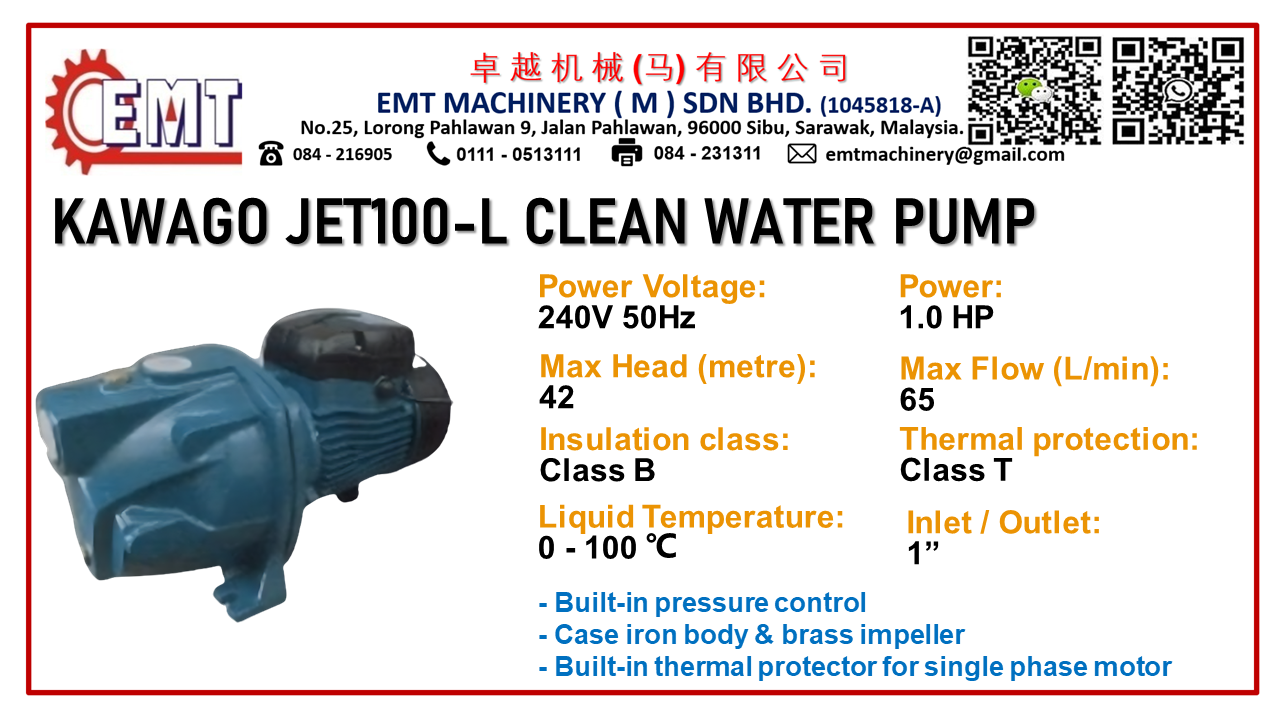 EMT
卓越机械(马)有限公司
EMT MACHINERY ( M ) SDN BHD. (1045818-A)
No.25, Lorong Pahlawan 9, Jalan Pahlawan, 96000 Sibu, Sarawak, Malaysia.
084 - 216905 0111 - 0513111 084 - 231311 emtmachinery@gmail.com
KAWAGO JET100-L CLEAN WATER PUMP
Power Voltage:
240V 50Hz
Power:
1.0 HP
Max Head (metre):
42
Max Flow (L/min):
65
Insulation class:
Class B
Thermal protection:
Class T
Liquid Temperature:
0 - 100 ℃
Inlet / Outlet:
1”
- Built-in pressure control
- Case iron body & brass impeller
- Built-in thermal protector for single phase motor